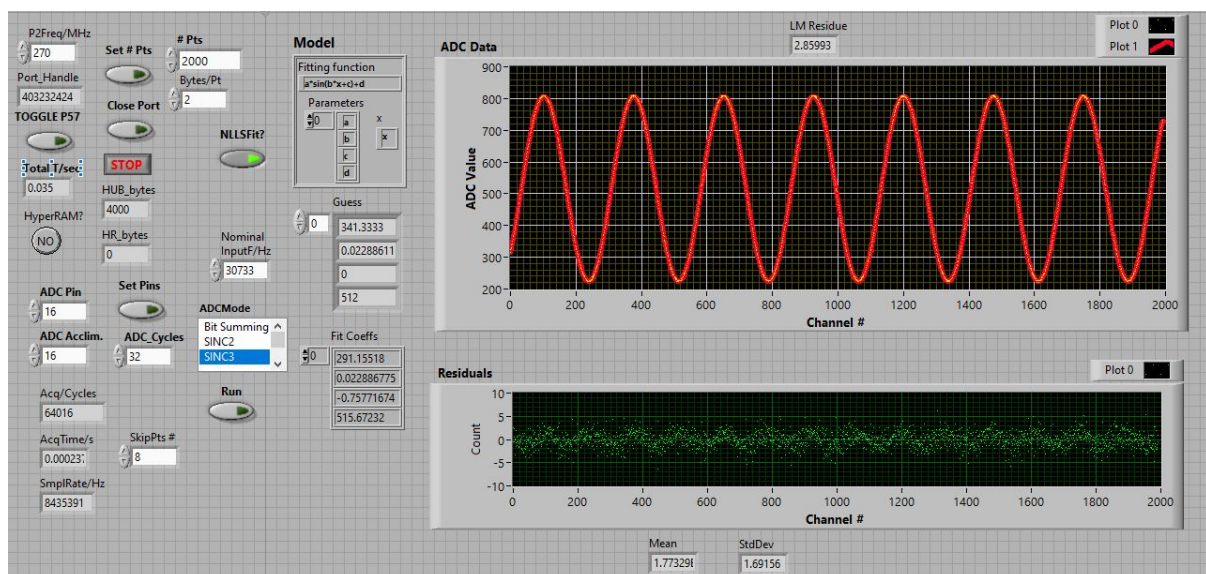 P2Freq/MHz
270
Set # Pts
# Pts
2000
Port_Handle
403232424
Bytes/Pt
2
Close Port
TOGGLE P57
NLLSFit?
Total T/sec
0.035
STOP
HUB_bytes
4000
HyperRAM?
NO
HR_bytes
0
Nominal
InputF/Hz
30733
ADC Pin
16
Set Pins
ADCMode
Bit Summing
SINC2
SINC3
ADC Acclim.
16
ADC_Cycles
32
Acq/Cycles
64016
Run
AcqTime/s
0.00023
SkipPts #
8
SmplRate/Hz
8435391
Model
Fitting function
a*sin(b*x+c)+d
Parameters
0
a
b
c
d
x
x
Guess
0
341.3333
0.02288611
0
512
Fit Coeffs
0
291.15518
0.022886775
-0.75771674
515.67232
LM Residue
2.85993
Plot 0
Plot 1
ADC Data
900
800
700
600
500
400
300
200
ADC Value
0 200 400 600 800 1000 1200 1400 1600 1800 2000
Channel #
Residuals
Plot 0
10
5
0
-5
-10
Count
0 200 400 600 800 1000 1200 1400 1600 1800 2000
Channel #
Mean
1.7732
StdDev
1.69156